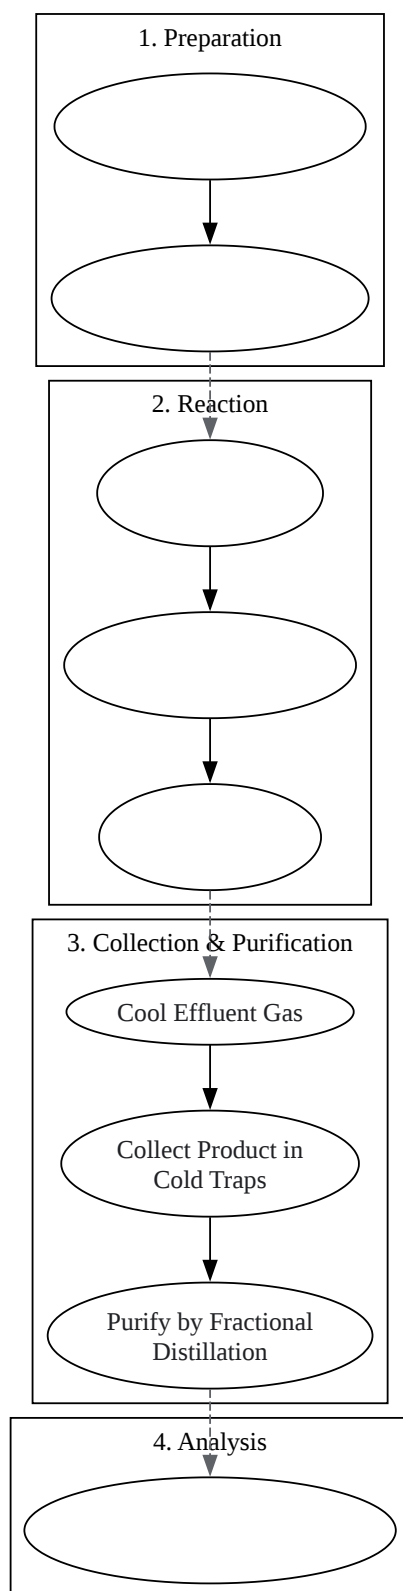 1. Preparation
2. Reaction
3. Collection & Purification
Cool Effluent Gas
Collect Product in
Cold Traps
Purify by Fractional
Distillation
4. Analysis